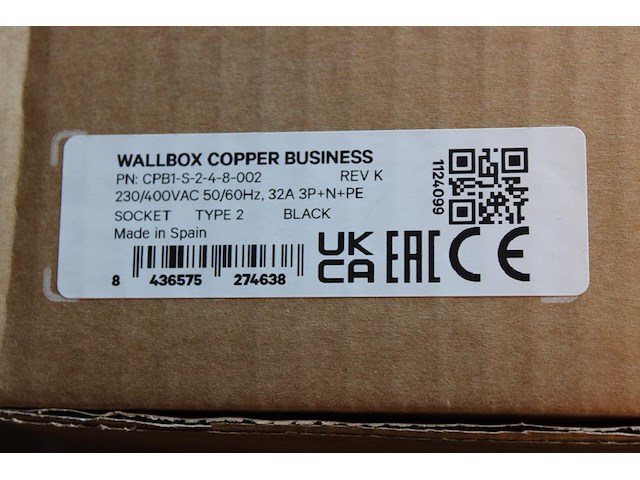 WALLBOX COPPER BUSINESS
PN: CPB1-S-2-4-8-002 REV K
230/400VAC 50/60Hz, 32A 3P+N+PE
SOCKET TYPE 2 BLACK
Made in Spain
8 436575 274638
UK
CA
EAC
CE
1124099